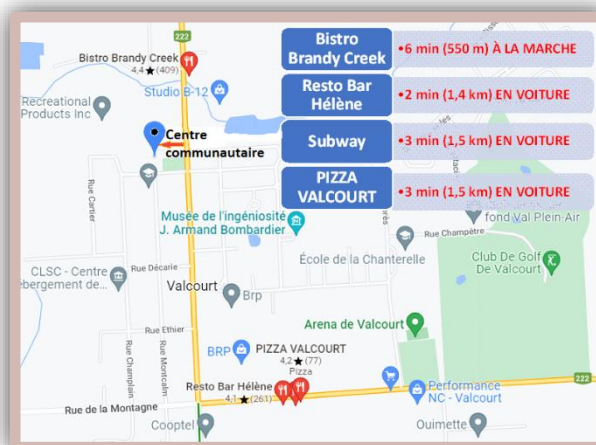 222
Bistro Brandy Creek
4,4★(409)
Studio B-12
Recreational
Products Inc
Centre
communautaire
Bistro
Brandy Creek
•6 min (550 m) À LA MARCHE
Resto Bar
Hélène
•2 min (1,4 km) EN VOITURE
Subway
•3 min (1,5 km) EN VOITURE
PIZZA
VALCOURT
•3 min (1,5 km) EN VOITURE
Rue Cartier
Musée de l'ingéniosité
J. Armand Bombardier
fond Val Plein-Air
Rue Champêtre
École de la Chanterelle
Club De Golf
De Valcourt
Rue Décarie
CLSC - Centre
ébergement de...
Valcourt
Brp
Rue Ethier
Rue Champlain
Rue Montcalm
Arena de Valcourt
BRP
PIZZA VALCOURT
4,2★(77)
Pizza
Resto Bar Hélène
4,1★(261)
222
Rue de la Montagne
Performance
NC - Valcourt
Cooptel
Ouimette